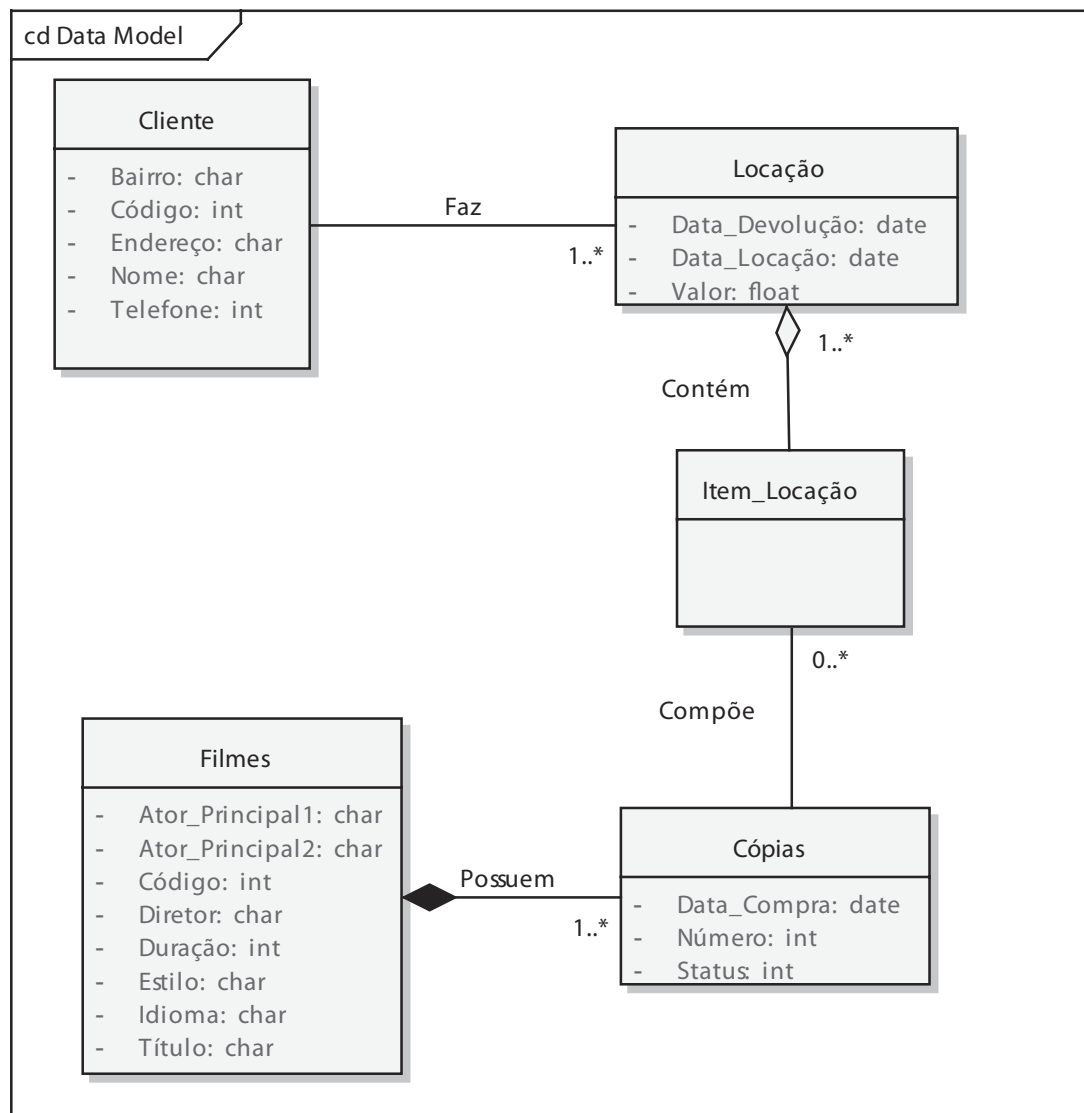 cd Data Model
Cliente
- Bairro: char
- Código: int
- Endereço: char
- Nome: char
- Telefone: int
Faz
1..*
Locação
- Data_Devolução: date
- Data_Locação: date
- Valor: float
1..*
Contém
Item_Locação
0..*
Compõe
Filmes
- Ator_Principal1: char
- Ator_Principal2: char
- Código: int
- Diretor: char
- Duração: int
- Estilo: char
- Idioma: char
- Título: char
Possuem
1..*
Cópias
- Data_Compra: date
- Número: int
- Status: int